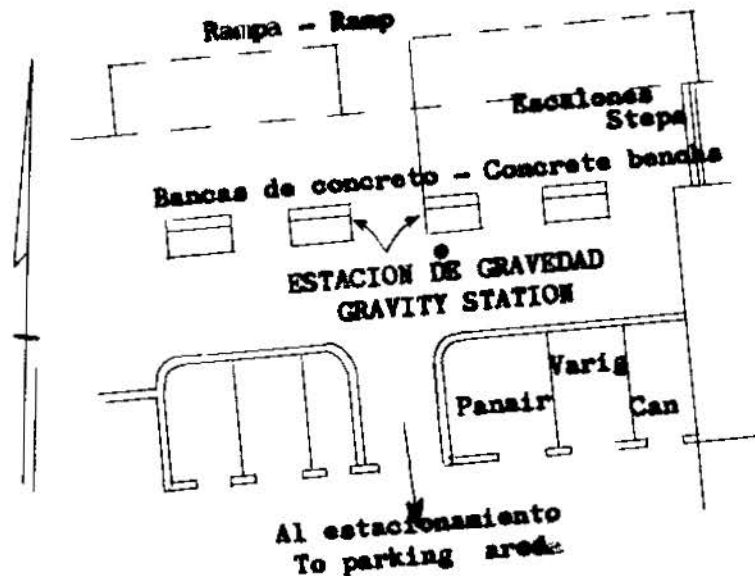 Rampa - Ramp
Escalones
Steps
Bancas de concreto - Concrete benchs
ESTACION DE GRAVEDAD
GRAVITY STATION
Varig
Panair
Can
Al estacionamiento
To parking area